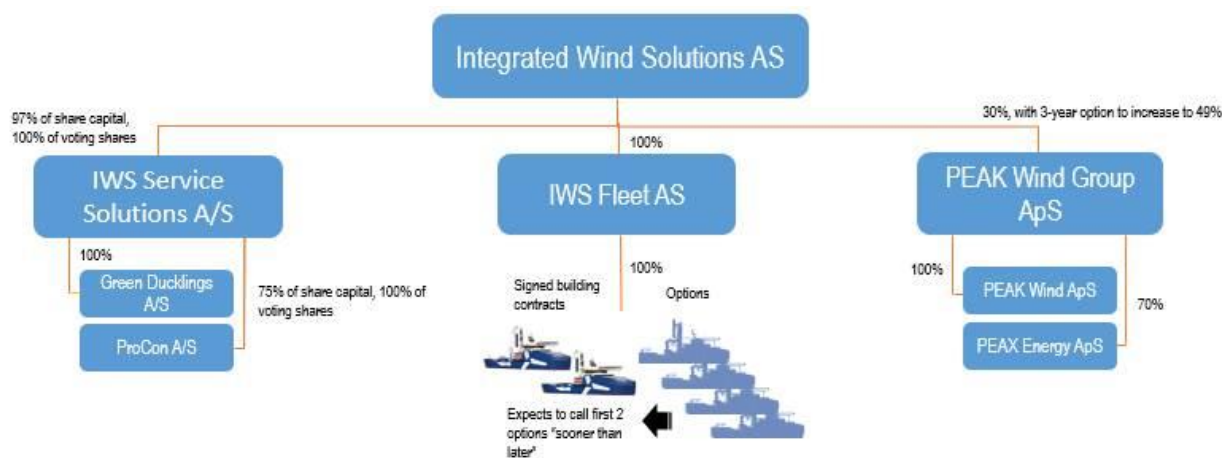 Integrated Wind Solutions AS
97% of share capital,
100% of voting shares
30%, with 3-year option to increase to 49%
100%
IWS Service
Solutions A/S
IWS Fleet AS
PEAK Wind Group
ApS
100%
Green Ducklings
A/S
75% of share capital, 100% of
voting shares
ProCon A/S
100%
Signed building
contracts
Options
Expects to call first 2
options "sooner than
later"
100%
PEAK Wind ApS
70%
PEAX Energy ApS